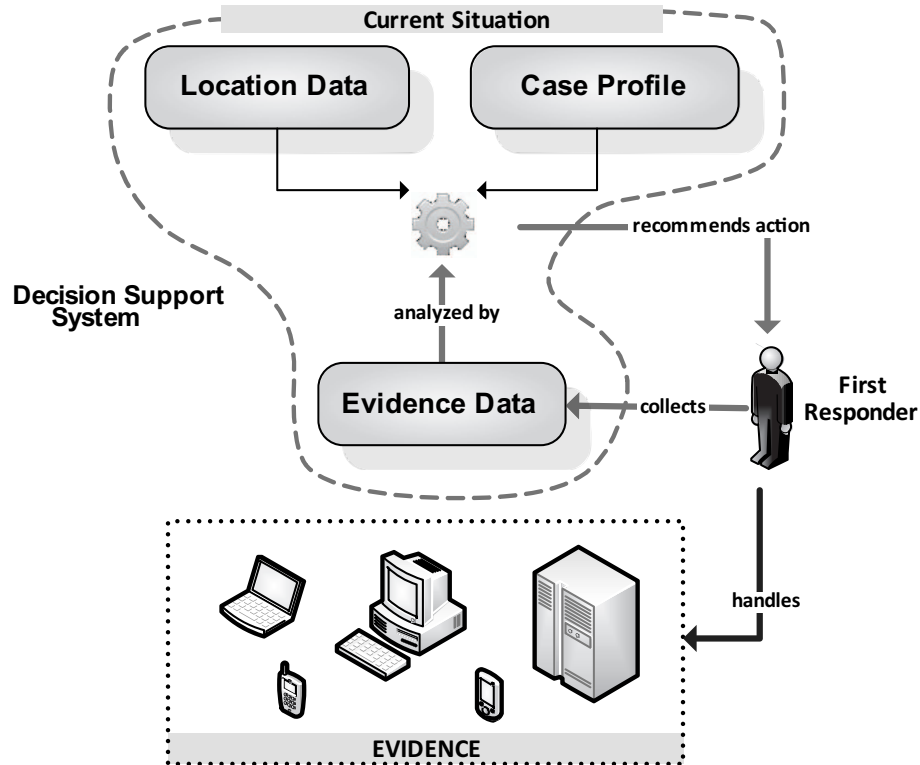 Current Situation
Location Data
Case Profile
recommends action
Decision Support
System
analyzed by
Evidence Data
collects
First
Responder
handles
EVIDENCE